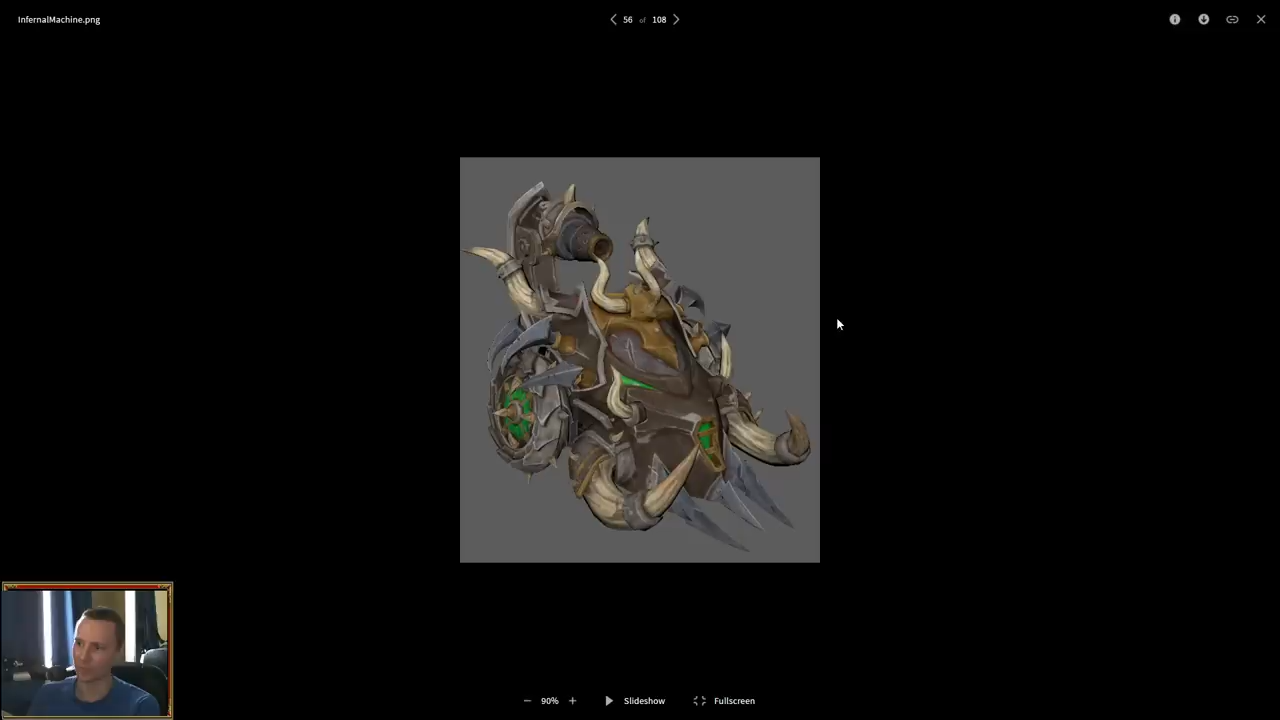 InfernalMachine.png
56 of 108
90%
Slideshow
Fullscreen